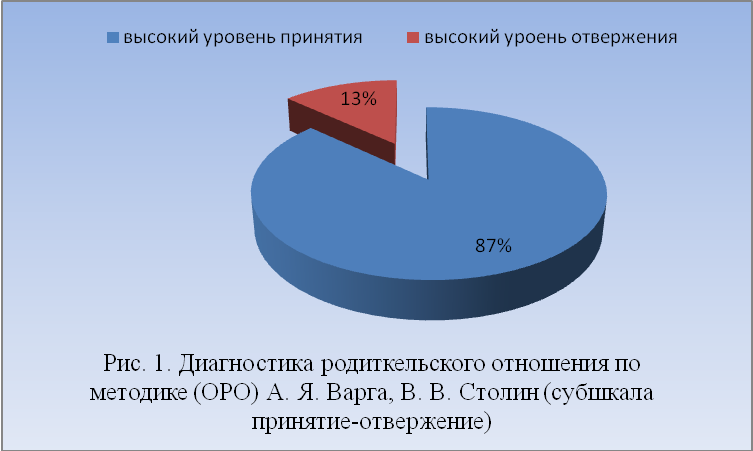 высокий уровень принятия высокий уроень отвержения
13%
87%
Рис. 1. Диагностика родиткельского отношения по
методике (ОРО) А. Я. Варга, В. В. Столин (субшкала
принятие-отвержение)